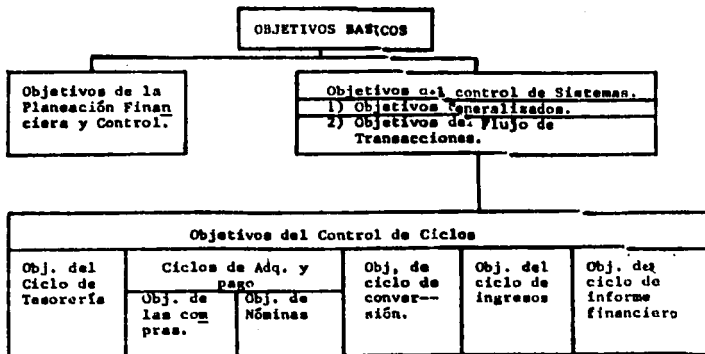 OBJETIVOS BASICOS
Objetivos de la
Planeación Finan
ciera y Control.
Objetivos del control de Sistemas.
1) Objetivos Generalizados.
2) Objetivos del Flujo de
Transacciones.
Objetivos del Control de Ciclos
Obj. del
Ciclo de
Tesorería
Ciclos de Adq. y
pago
Obj. de
las com
pras.
Obj. de
Nóminas
Obj, de
ciclo de
conver--
sión.
Obj. del
ciclo de
ingresos
Obj. del
ciclo de
informe
financiero